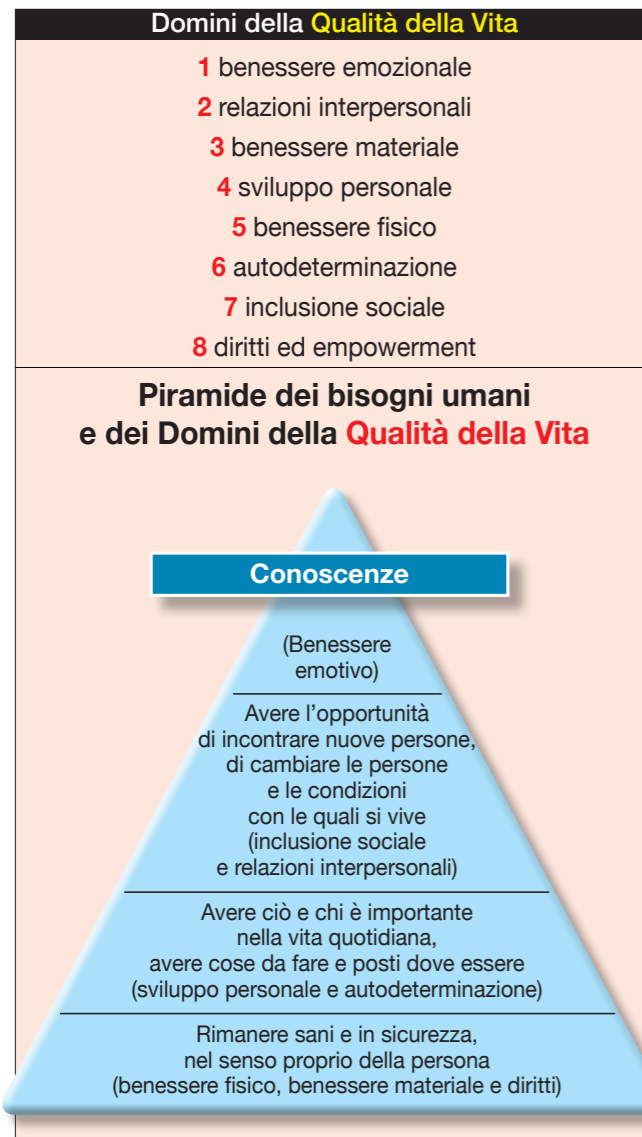 Domini della Qualità della Vita
1 benessere emozionale
2 relazioni interpersonali
3 benessere materiale
4 sviluppo personale
5 benessere fisico
6 autodeterminazione
7 inclusione sociale
8 diritti ed empowerment
Piramide dei bisogni umani
e dei Domini della Qualità della Vita
Conoscenze
(Benessere
emotivo)
Avere l’opportunità
di incontrare nuove persone,
di cambiare le persone
e le condizioni
con le quali si vive
(inclusione sociale
e relazioni interpersonali)
Avere ciò e chi è importante
nella vita quotidiana,
avere cose da fare e posti dove essere
(sviluppo personale e autodeterminazione)
Rimanere sani e in sicurezza,
nel senso proprio della persona
(benessere fisico, benessere materiale e diritti)